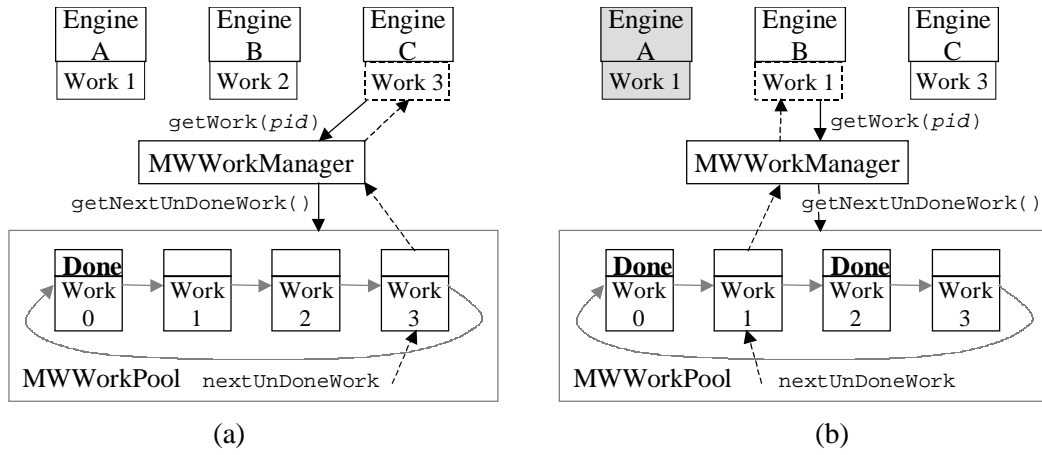 Engine
A
Work 1
Engine
B
Work 2
Engine
C
Work 3
getWork(pid)
MWWorkManager
getNextUnDoneWork()
Done
Work
0
Work
1
Work
2
Work
3
MWWorkPool
nextUnDoneWork
(a)
Engine
A
Work 1
Engine
B
Work 1
Engine
C
Work 3
getWork(pid)
MWWorkManager
getNextUnDoneWork()
Done
Work
0
Work
1
Done
Work
2
Work
3
MWWorkPool
nextUnDoneWork
(b)